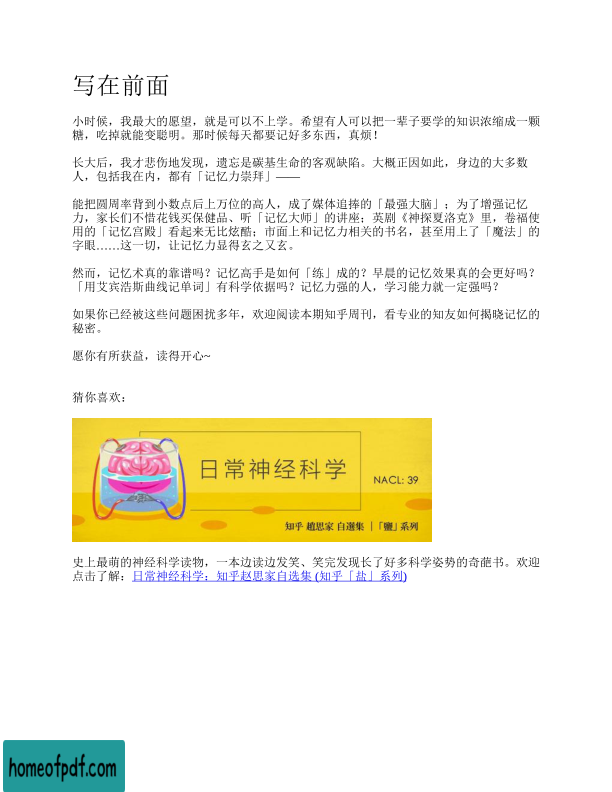 写在前面
小时候，我最大的愿望，就是可以不上学。希望有人可以把一辈子要学的知识浓缩成一颗
糖，吃掉就能变聪明。那时候每天都要记好多东西，真烦！
长大后，我才悲伤地发现，遗忘是碳基生命的客观缺陷。大概正因如此，身边的大多数
人，包括我在内，都有「记忆力崇拜」——
能把圆周率背到小数点后上万位的高人，成了媒体追捧的「最强大脑」；为了增强记忆
力，家长们不惜花钱买保健品、听「记忆大师」的讲座；英剧《神探夏洛克》里，卷福使
用的「记忆宫殿」看起来无比炫酷；市面上和记忆力相关的书名，甚至用上了「魔法」的
字眼……这一切，让记忆力显得玄之又玄。
然而，记忆术真的靠谱吗？记忆高手是如何「练」成的？早晨的记忆效果真的会更好吗？
「用艾宾浩斯曲线记单词」有科学依据吗？记忆力强的人，学习能力就一定强吗？
如果你已经被这些问题困扰多年，欢迎阅读本期知乎周刊，看专业的知友如何揭晓记忆的
秘密。
愿你有所获益，读得开心~
猜你喜欢：
日常神经科学
NACL: 39
知乎 趙思家 自選集 |「鹽」系列
史上最萌的神经科学读物，一本边读边发笑、笑完发现长了好多科学姿势的奇葩书。欢迎
点击了解：日常神经科学：知乎赵思家自选集 (知乎「盐」系列)
homeofpdf.com